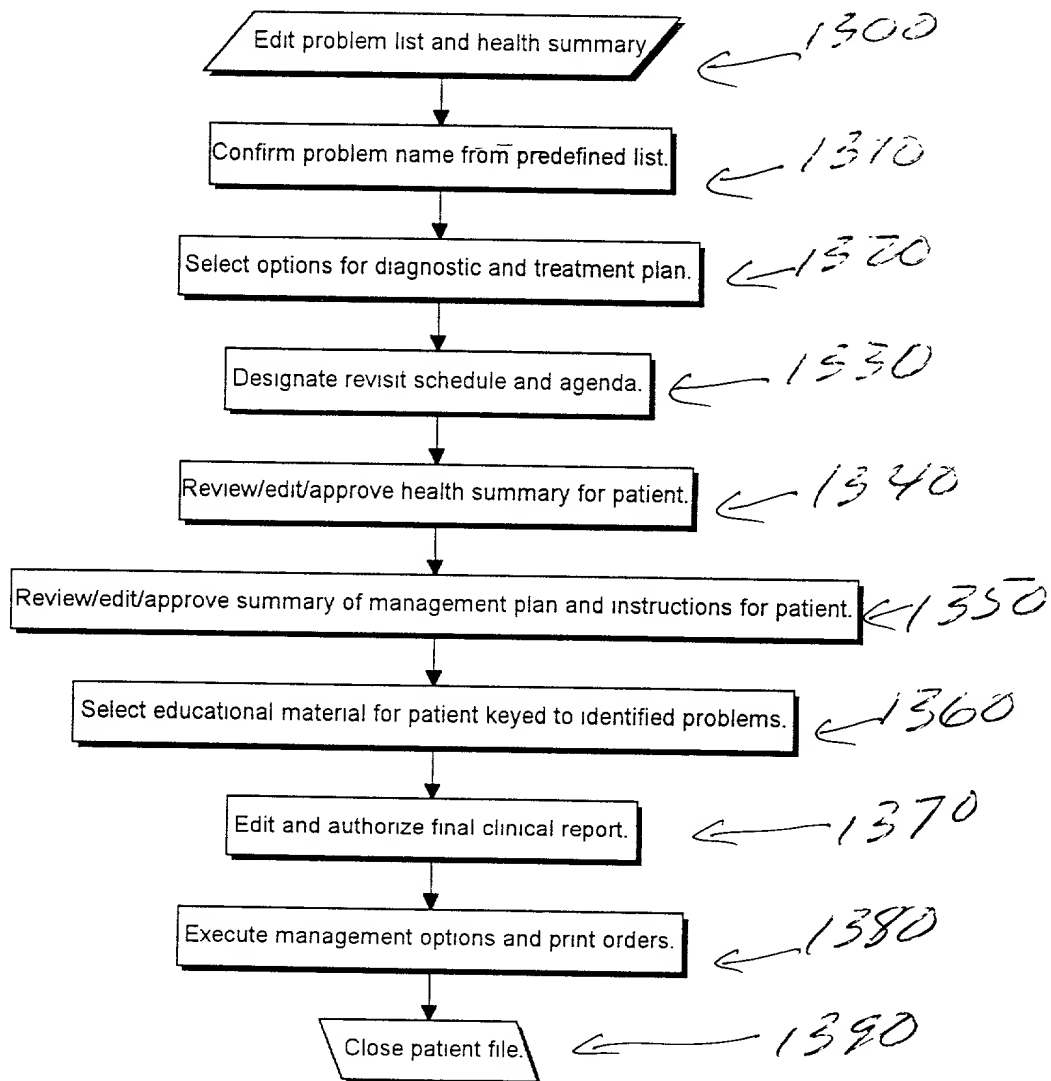 Edit problem list and health summary
1300
Confirm problem name from predefined list.
1310
Select options for diagnostic and treatment plan.
1320
Designate revisit schedule and agenda.
1330
Review/edit/approve health summary for patient.
1340
Review/edit/approve summary of management plan and instructions for patient.
1350
Select educational material for patient keyed to identified problems.
1360
Edit and authorize final clinical report.
1370
Execute management options and print orders.
1380
Close patient file.
1390